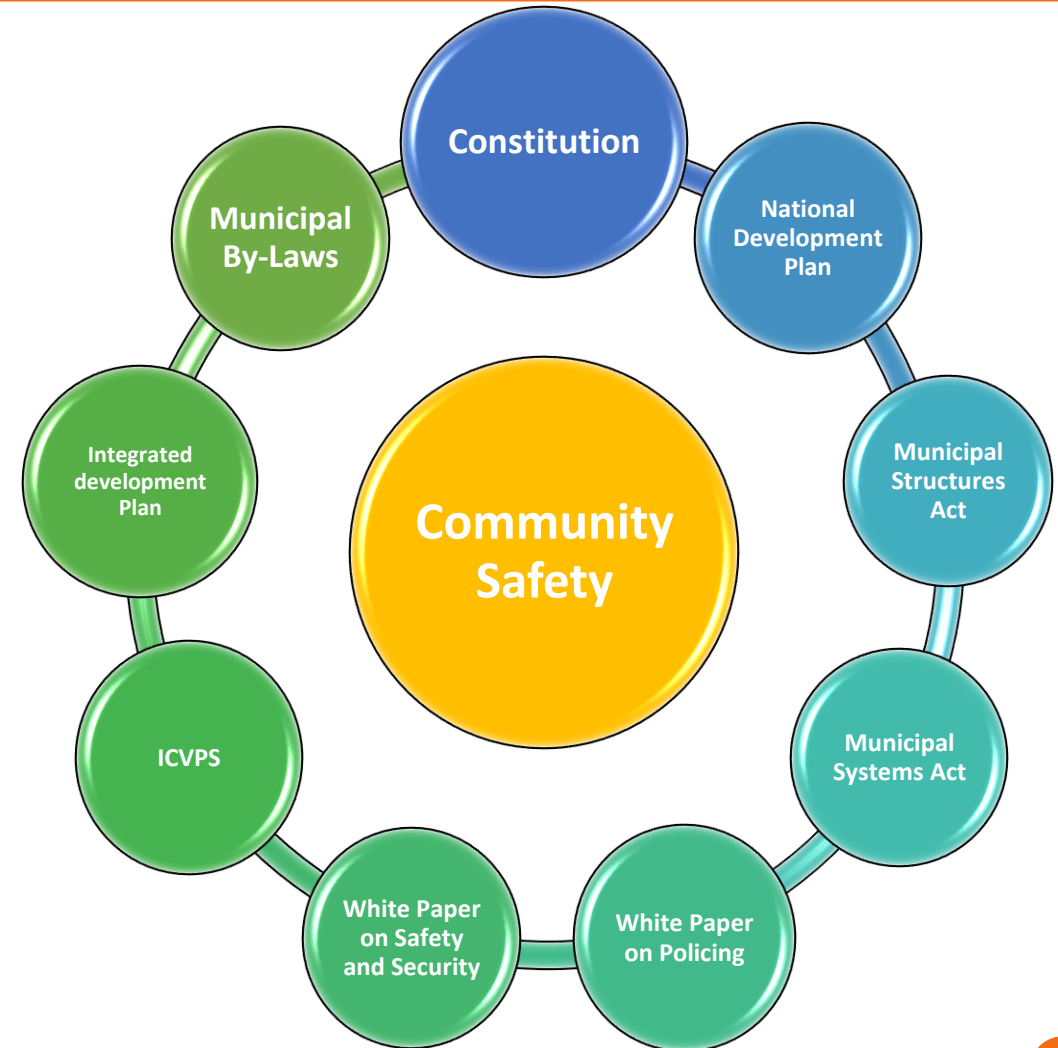 Constitution
National
Development
Plan
Municipal
Structures
Act
Municipal
Systems Act
White Paper
on Policing
White Paper
on Safety
and Security
ICVPS
Integrated
development
Plan
Municipal
By-Laws
Community
Safety